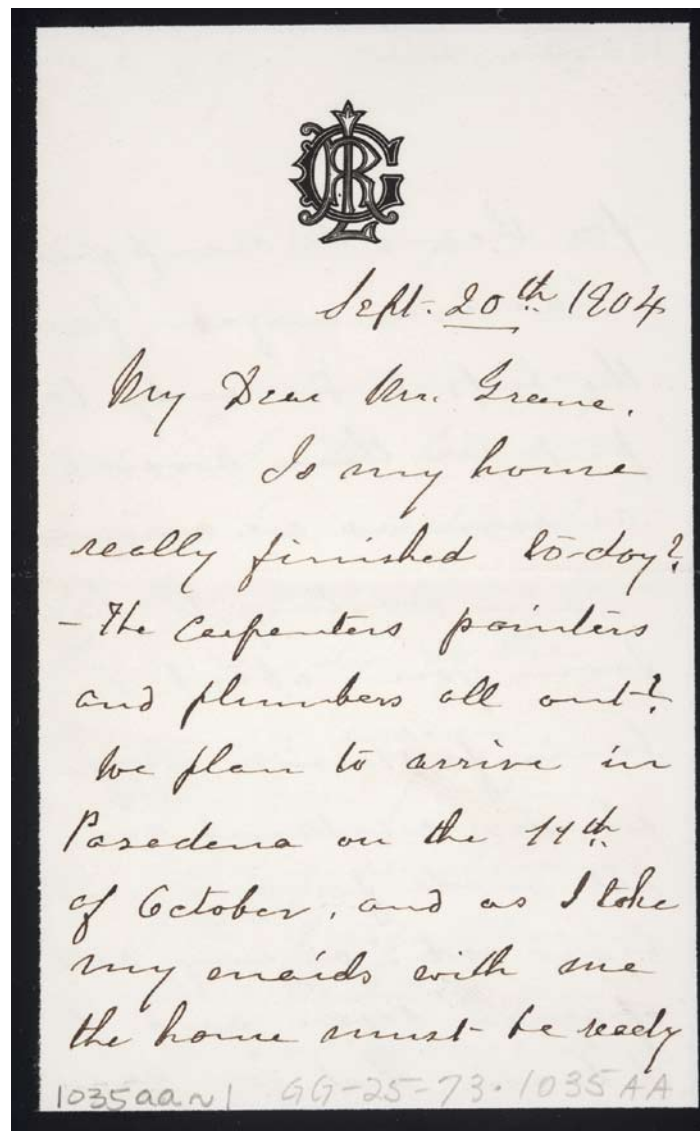 Sept. 20th 1904
My Dear Mr. Greene.
Is my house
really finished to-day?
- The carpenters painters
and plumbers all out?
We plan to arrive in
Pasadena on the 14th
of October, and as I take
my maids with me
the house must be ready
1035aa~1 GG-25-73.1035AA